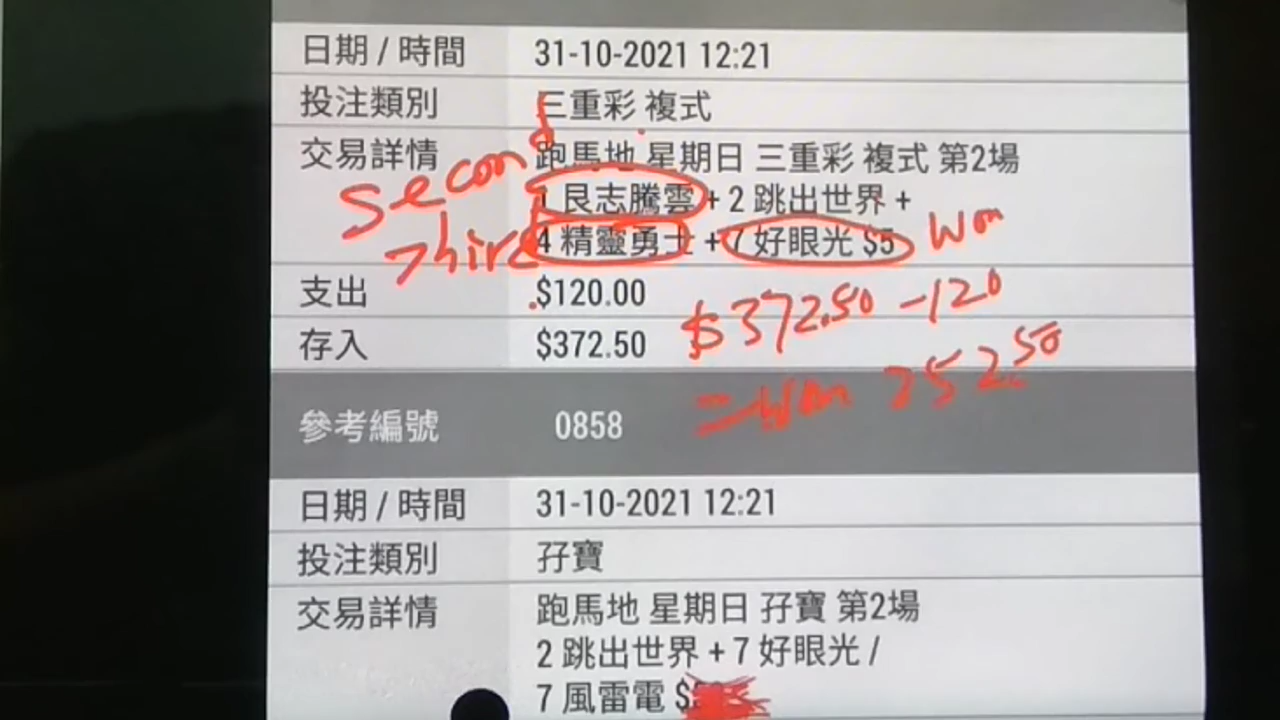 日期 / 時間 31-10-2021 12:21
投注類別 三重彩 複式
交易詳情 跑馬地 星期日 三重彩 複式 第2場
Second 1 艮志騰雲 + 2 跳出世界 +
Third 4 精靈勇士 + 7 好眼光 $5 Won
支出 $120.00 $372.50 - 120
存入 $372.50
= Won 252.50
參考編號 0858
日期 / 時間 31-10-2021 12:21
投注類別 孖寶
交易詳情 跑馬地 星期日 孖寶 第2場
2 跳出世界 + 7 好眼光 /
7 風雷電 $